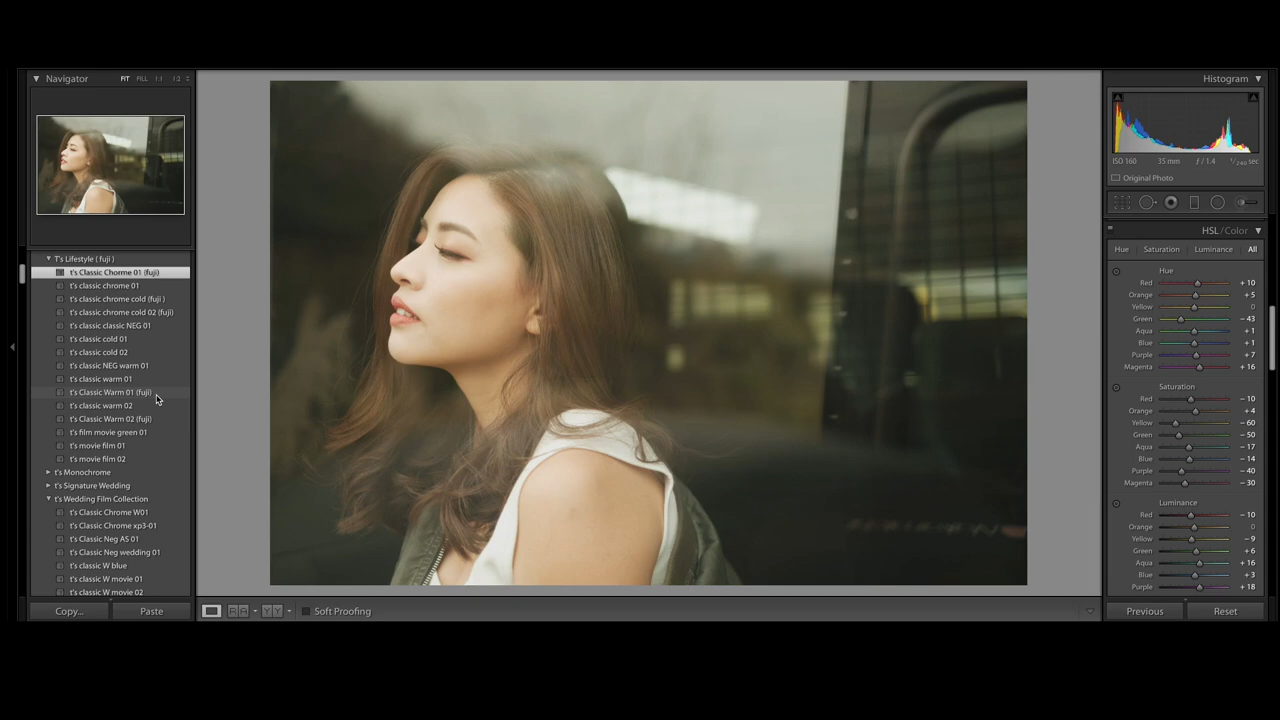 Navigator
FIT FILL 1:1 1:2
T's Lifestyle ( fuji )
t's Classic Chorme 01 (fuji)
t's classic chrome 01
t's classic chrome cold (fuji )
t's classic chrome cold 02 (fuji)
t's classic classic NEG 01
t's classic cold 01
t's classic cold 02
t's classic NEG warm 01
t's classic warm 01
t's Classic Warm 01 (fuji)
t's classic warm 02
t's Classic Warm 02 (fuji)
t's film movie green 01
t's movie film 01
t's movie film 02
t's Monochrome
t's Signature Wedding
t's Wedding Film Collection
t's Classic Chrome W01
t's Classic Chrome xp3-01
t's Classic Neg AS 01
t's Classic Neg wedding 01
t's classic W blue
t's classic W movie 01
t's classic W movie 02
Copy... Paste
Soft Proofing
Histogram
ISO 160 35 mm ƒ / 1.4 1/240 sec
Original Photo
HSL / Color
Hue Saturation Luminance All
Hue
Red + 10
Orange + 5
Yellow 0
Green − 43
Aqua + 1
Blue + 1
Purple + 7
Magenta + 16
Saturation
Red − 10
Orange + 4
Yellow − 60
Green − 50
Aqua − 17
Blue − 14
Purple − 40
Magenta − 30
Luminance
Red − 10
Orange 0
Yellow − 9
Green + 6
Aqua + 16
Blue + 3
Purple + 18
Previous Reset